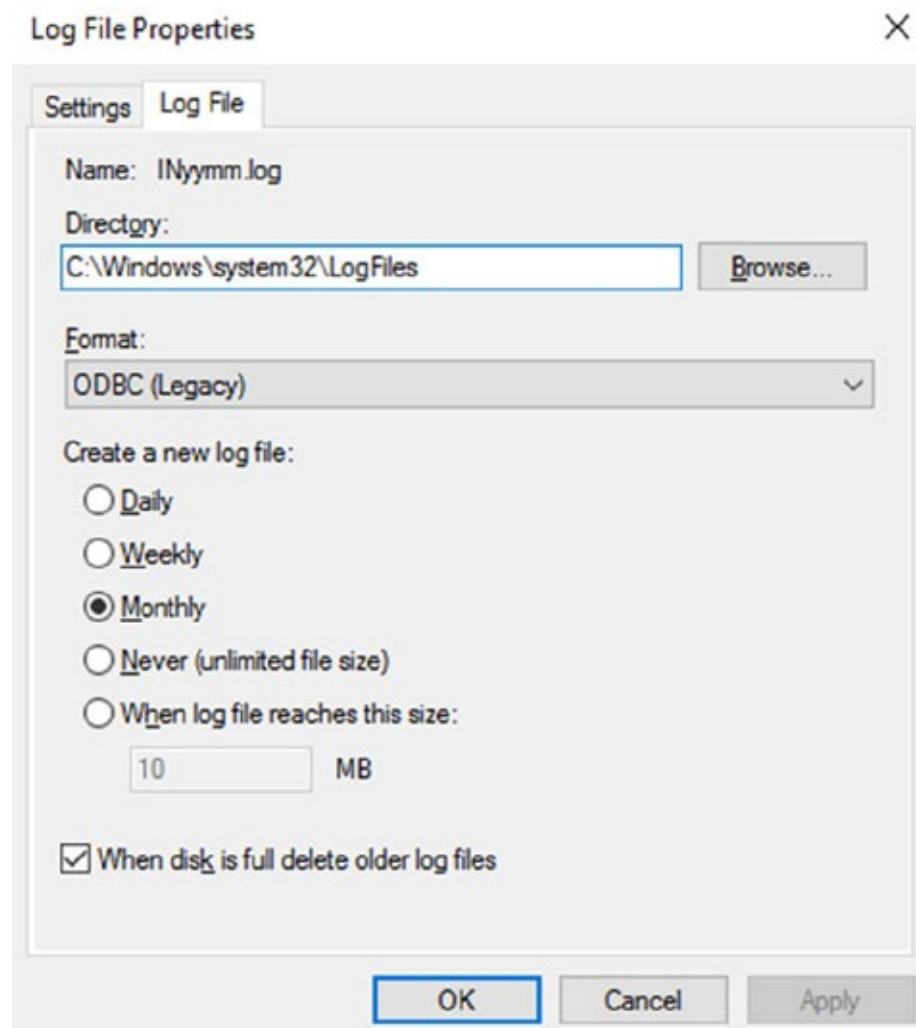 Log File Properties
Settings Log File
Name: INyymm.log
Directory:
C:\Windows\system32\LogFiles Browse...
Format:
ODBC (Legacy)
Create a new log file:
Daily
Weekly
Monthly
Never (unlimited file size)
When log file reaches this size:
10 MB
When disk is full delete older log files
OK Cancel Apply